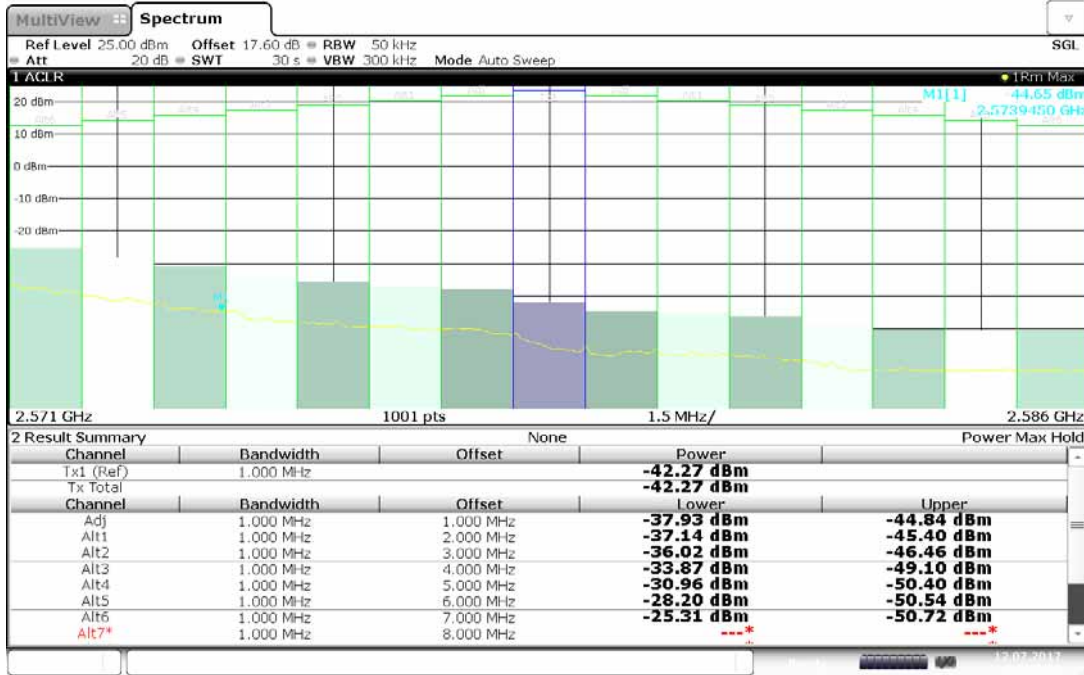 MultiView Spectrum
Ref Level 25.00 dBm Offset 17.60 dB RBW 50 kHz SGL
Att 20 dB SWT 30 s VBW 300 kHz Mode Auto Sweep
1 ACLR 1Rm Max
M1[1] 44.65 dBm
2.5739450 GHz
20 dBm
10 dBm
0 dBm
-10 dBm
-20 dBm
2.571 GHz 1001 pts 1.5 MHz/ 2.586 GHz
2 Result Summary None Power Max Hold
Channel Bandwidth Offset Power
Tx1 (Ref) 1.000 MHz -42.27 dBm
Tx Total -42.27 dBm
Channel Bandwidth Offset Lower Upper
Adj 1.000 MHz 1.000 MHz -37.93 dBm -44.84 dBm
Alt1 1.000 MHz 2.000 MHz -37.14 dBm -45.40 dBm
Alt2 1.000 MHz 3.000 MHz -36.02 dBm -46.46 dBm
Alt3 1.000 MHz 4.000 MHz -33.87 dBm -49.10 dBm
Alt4 1.000 MHz 5.000 MHz -30.96 dBm -50.40 dBm
Alt5 1.000 MHz 6.000 MHz -28.20 dBm -50.54 dBm
Alt6 1.000 MHz 7.000 MHz -25.31 dBm -50.72 dBm
Alt7* 1.000 MHz 8.000 MHz ---* ---*
12.07.2017